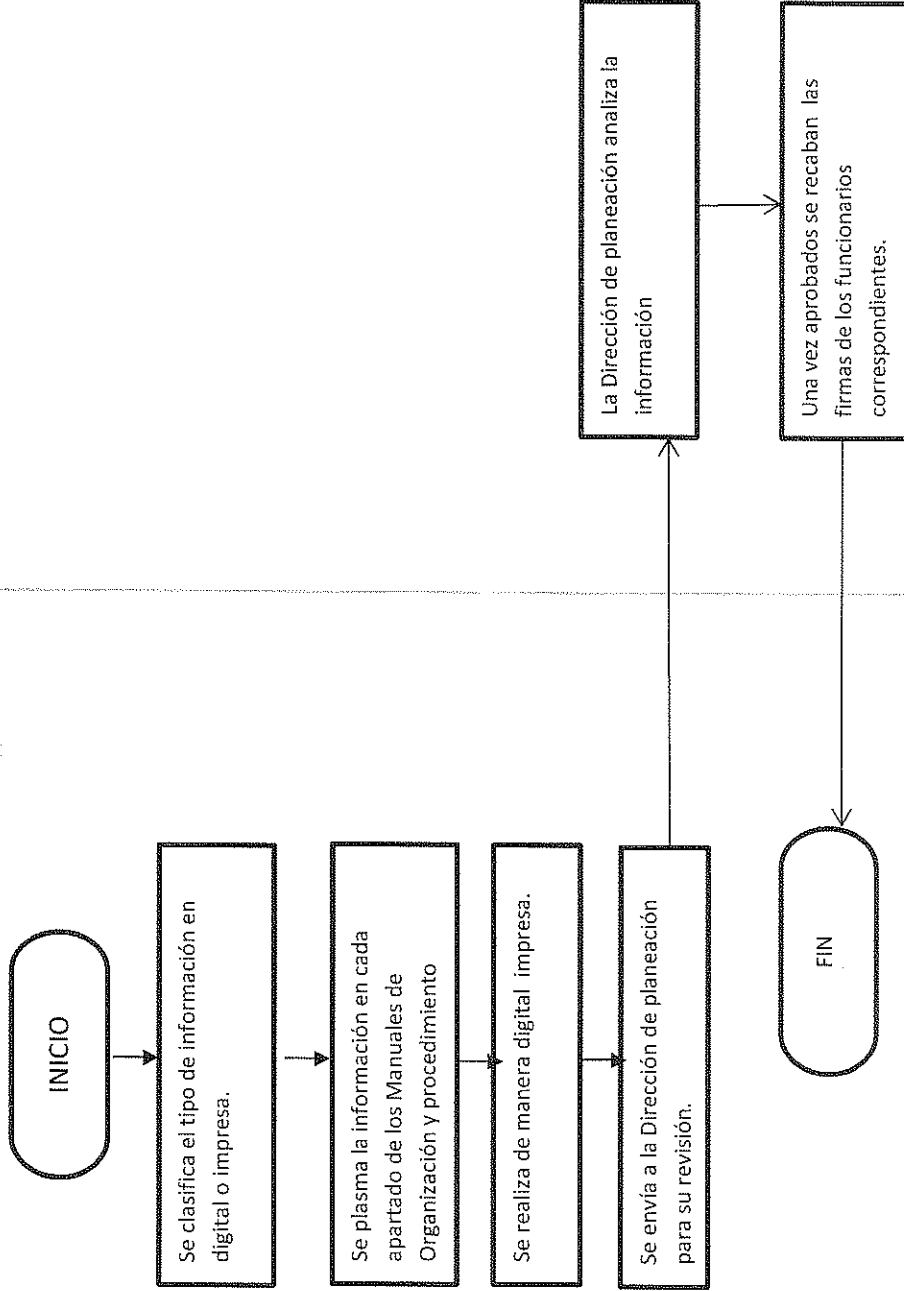 INICIO
Se clasifica el tipo de información en
digital o impresa.
Se plasma la información en cada
apartado de los Manuales de
Organización y procedimiento
Se realiza de manera digital impresa.
Se envía a la Dirección de planeación
para su revisión.
La Dirección de planeación analiza la
información
Una vez aprobados se recaban las
firmas de los funcionarios
correspondientes.
FIN